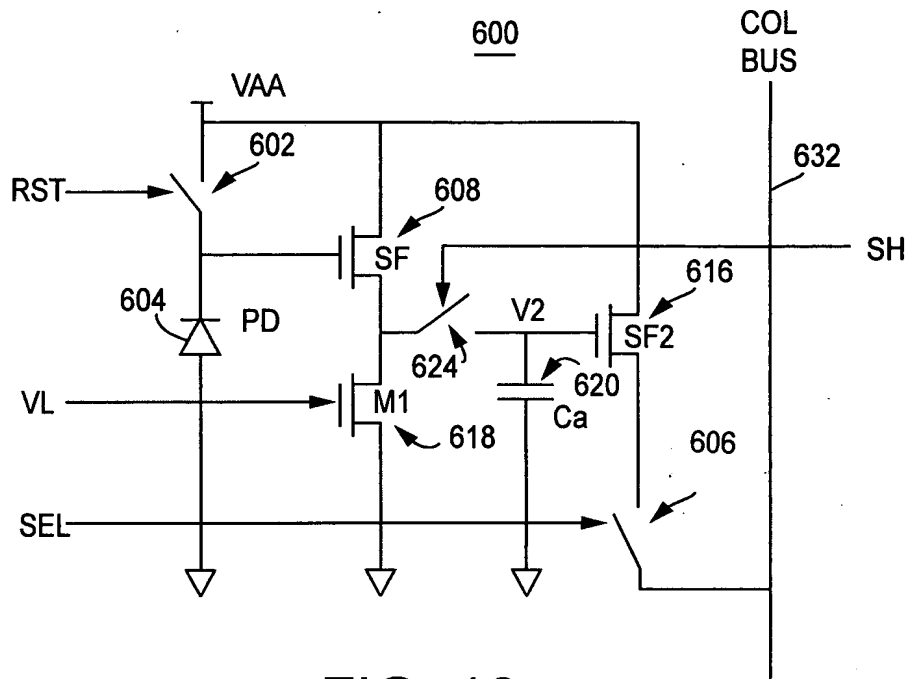 600
COL
BUS
VAA
602
632
RST
608
SF
SH
604
PD
V2
616
SF2
624
620
VL
M1
Ca
618
606
SEL